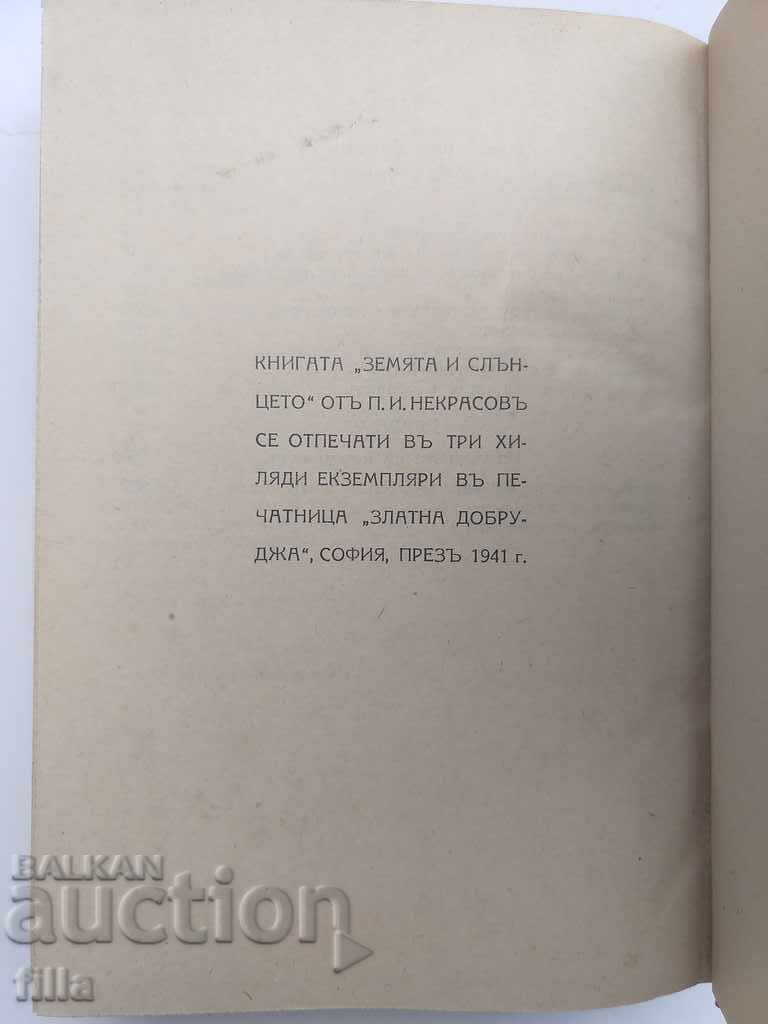 КНИГАТА „ЗЕМЯТА И СЛЪН-
ЦЕТО“ ОТЪ П. И. НЕКРАСОВЪ
СЕ ОТПЕЧАТИ ВЪ ТРИ ХИ-
ЛЯДИ ЕКЗЕМПЛЯРИ ВЪ ПЕ-
ЧАТНИЦА „ЗЛАТНА ДОБРУ-
ДЖА“, СОФИЯ, ПРЕЗЪ 1941 г.
BALKAN
auction
filla